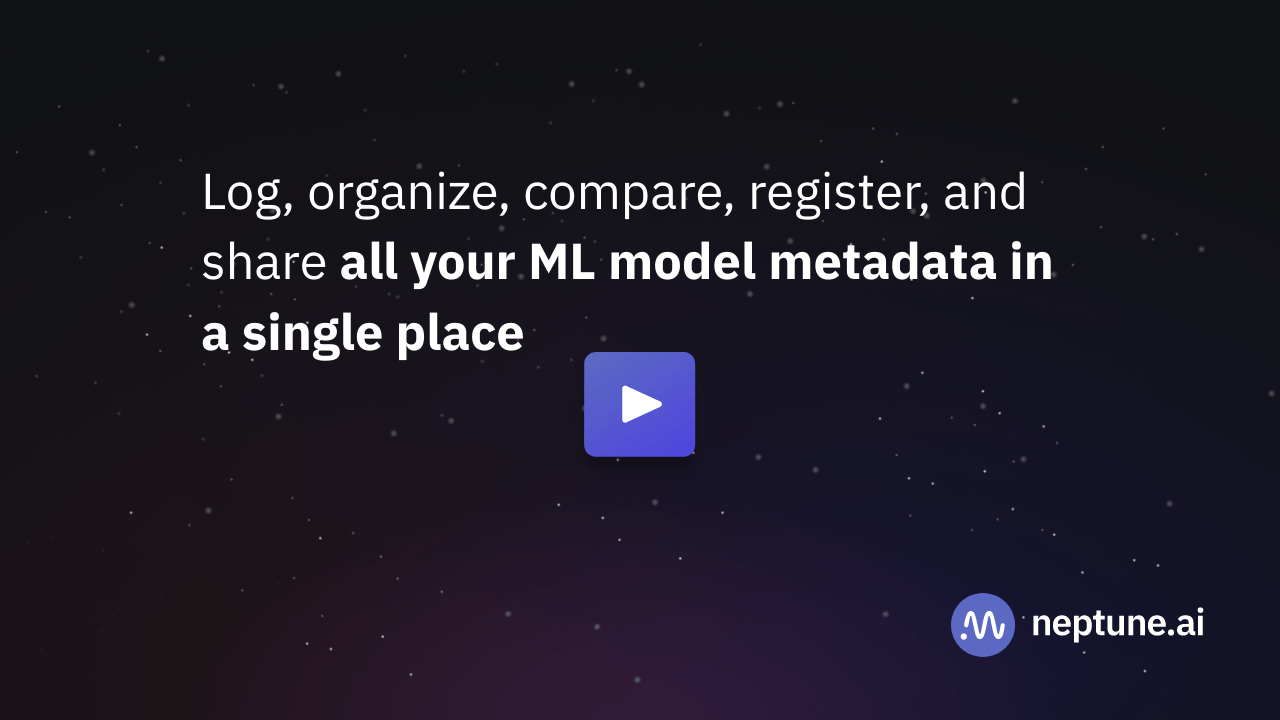 Log, organize, compare, register, and
share all your ML model metadata in
a single place
neptune.ai